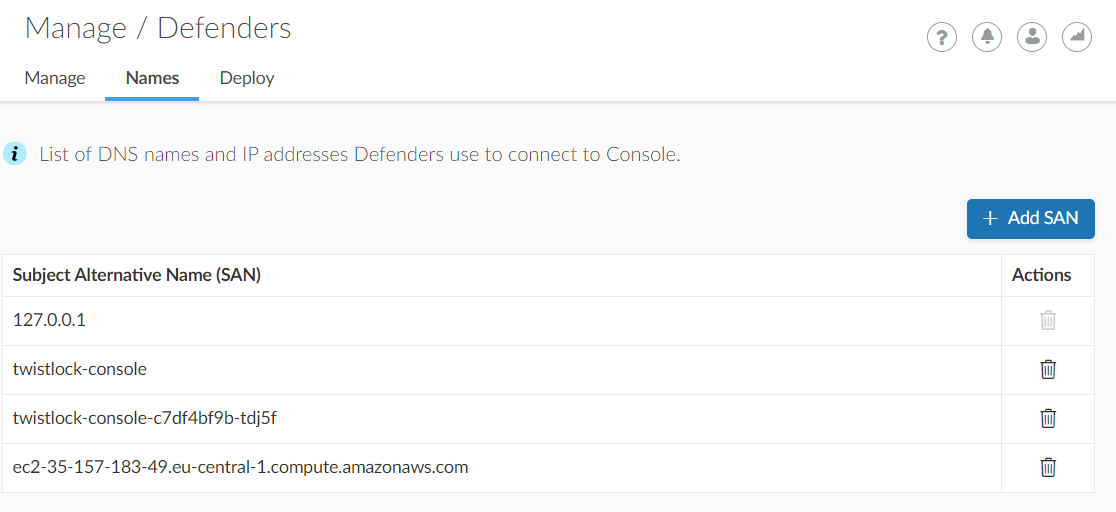 Manage / Defenders
Manage Names Deploy
List of DNS names and IP addresses Defenders use to connect to Console.
+ Add SAN
Subject Alternative Name (SAN) Actions
127.0.0.1
twistlock-console
twistlock-console-c7df4bf9b-tdj5f
ec2-35-157-183-49.eu-central-1.compute.amazonaws.com